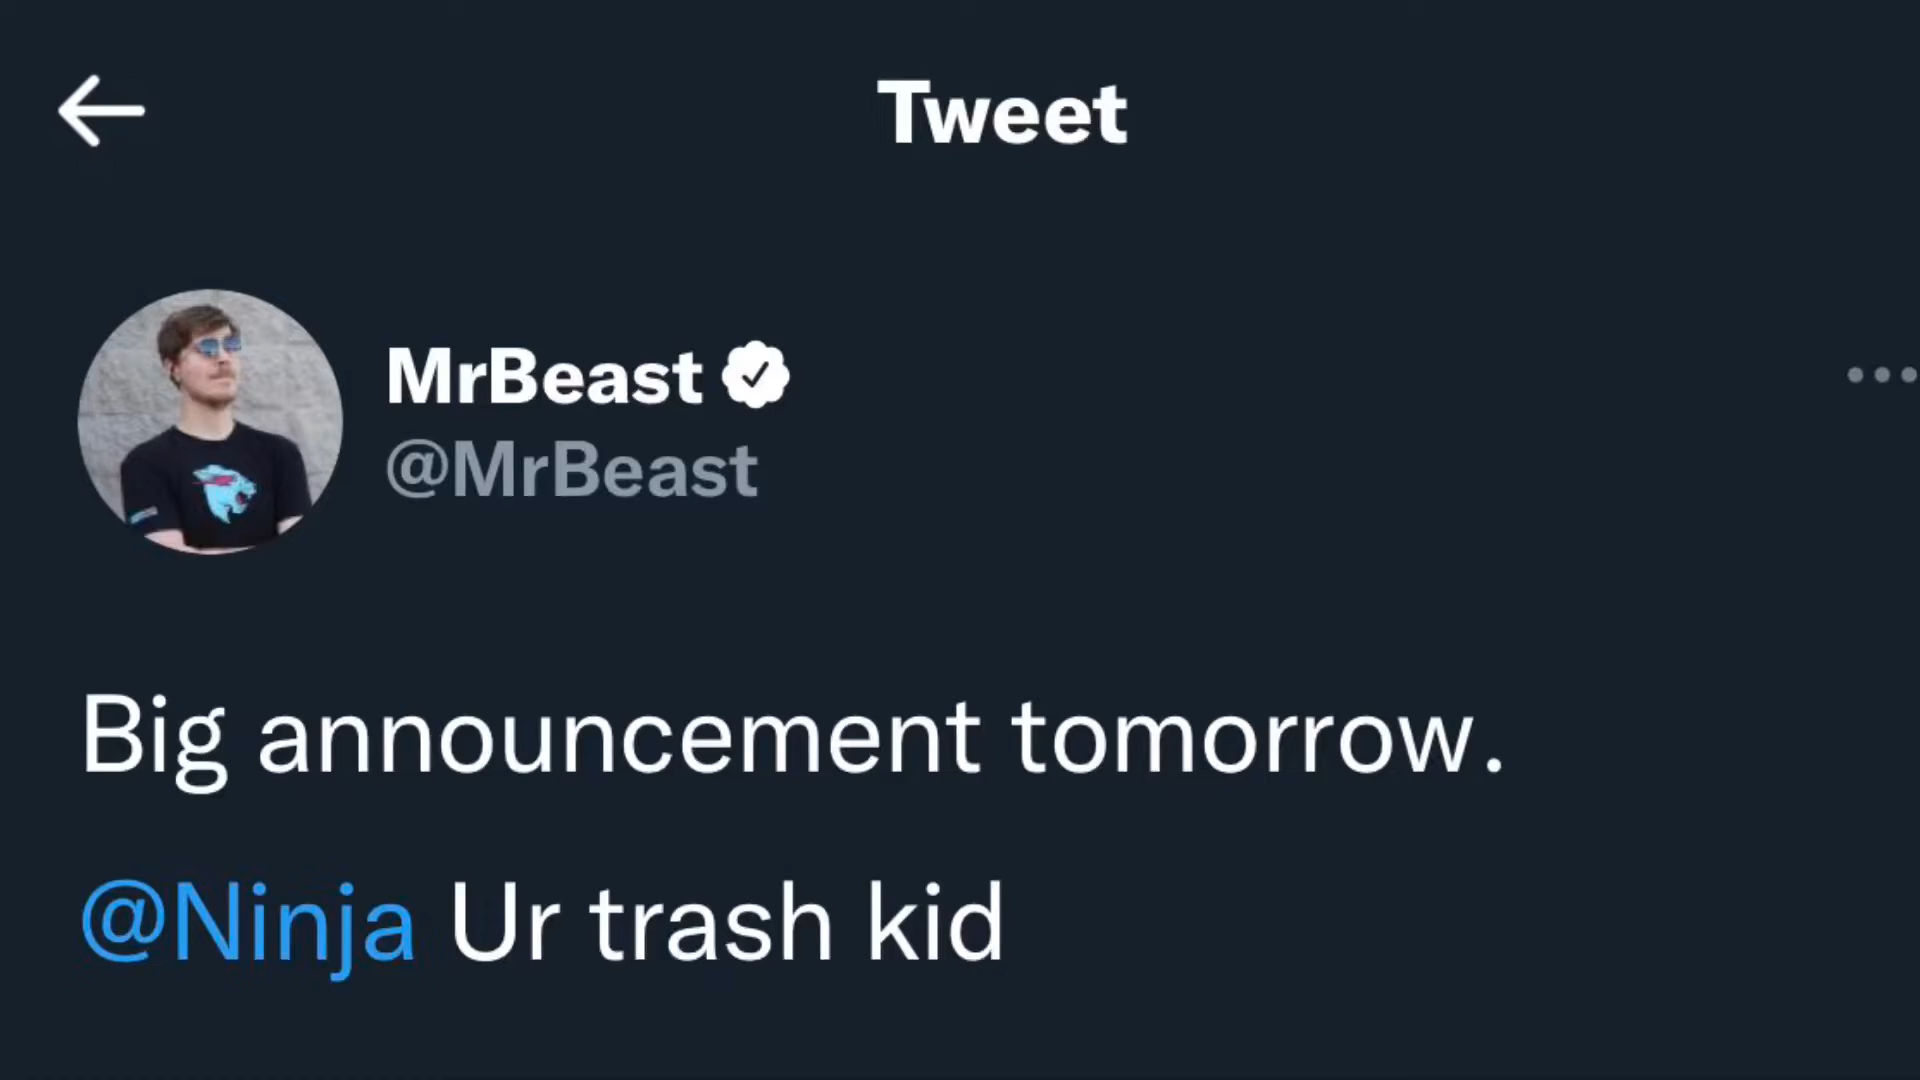 Tweet
MrBeast
@MrBeast
Big announcement tomorrow.
@Ninja Ur trash kid